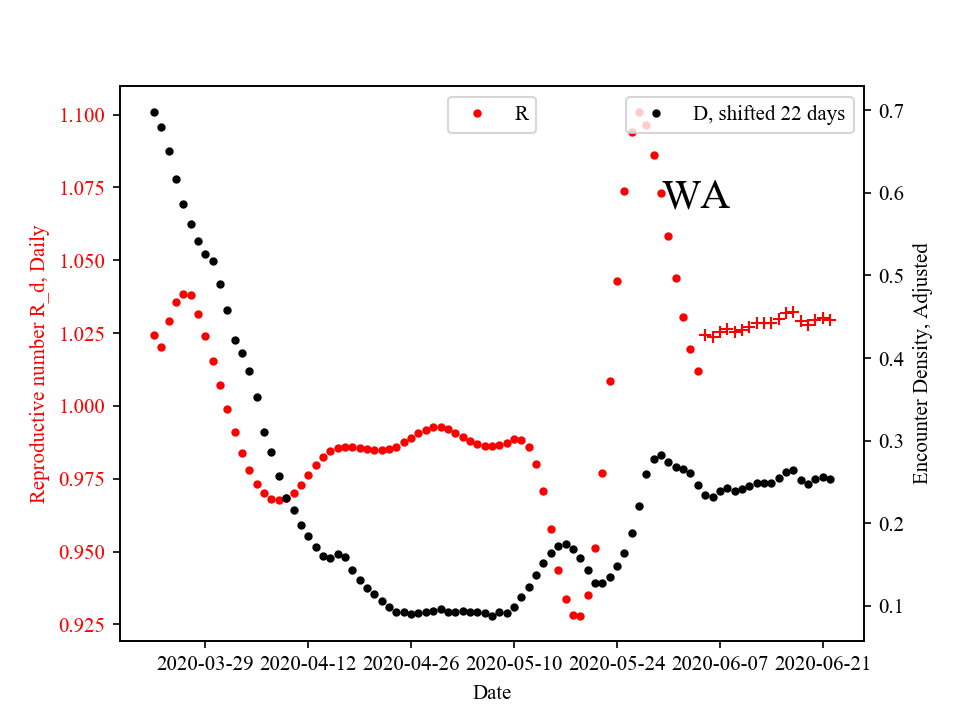 R
D, shifted 22 days
WA
Reproductive number R_d, Daily
1.100
1.075
1.050
1.025
1.000
0.975
0.950
0.925
0.7
0.6
0.5
0.4
0.3
0.2
0.1
Encounter Density, Adjusted
2020-03-29 2020-04-12 2020-04-26 2020-05-10 2020-05-24 2020-06-07 2020-06-21
Date